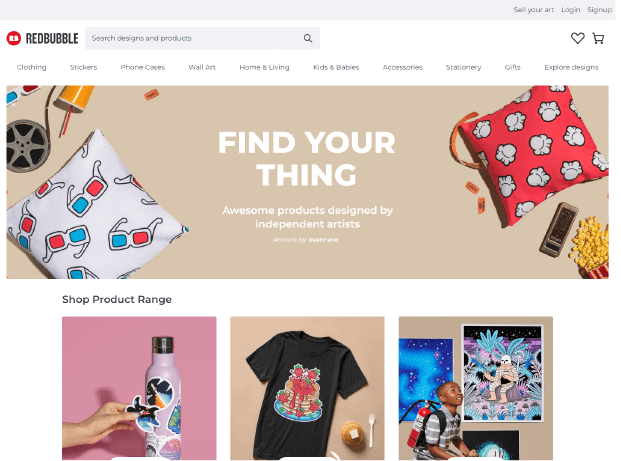 Sell your art Login Signup
REDBUBBLE Search designs and products
Clothing Stickers Phone Cases Wall Art Home & Living Kids & Babies Accessories Stationery Gifts Explore designs
FIND YOUR
THING
Awesome products designed by
independent artists
Artwork by evannave
Shop Product Range